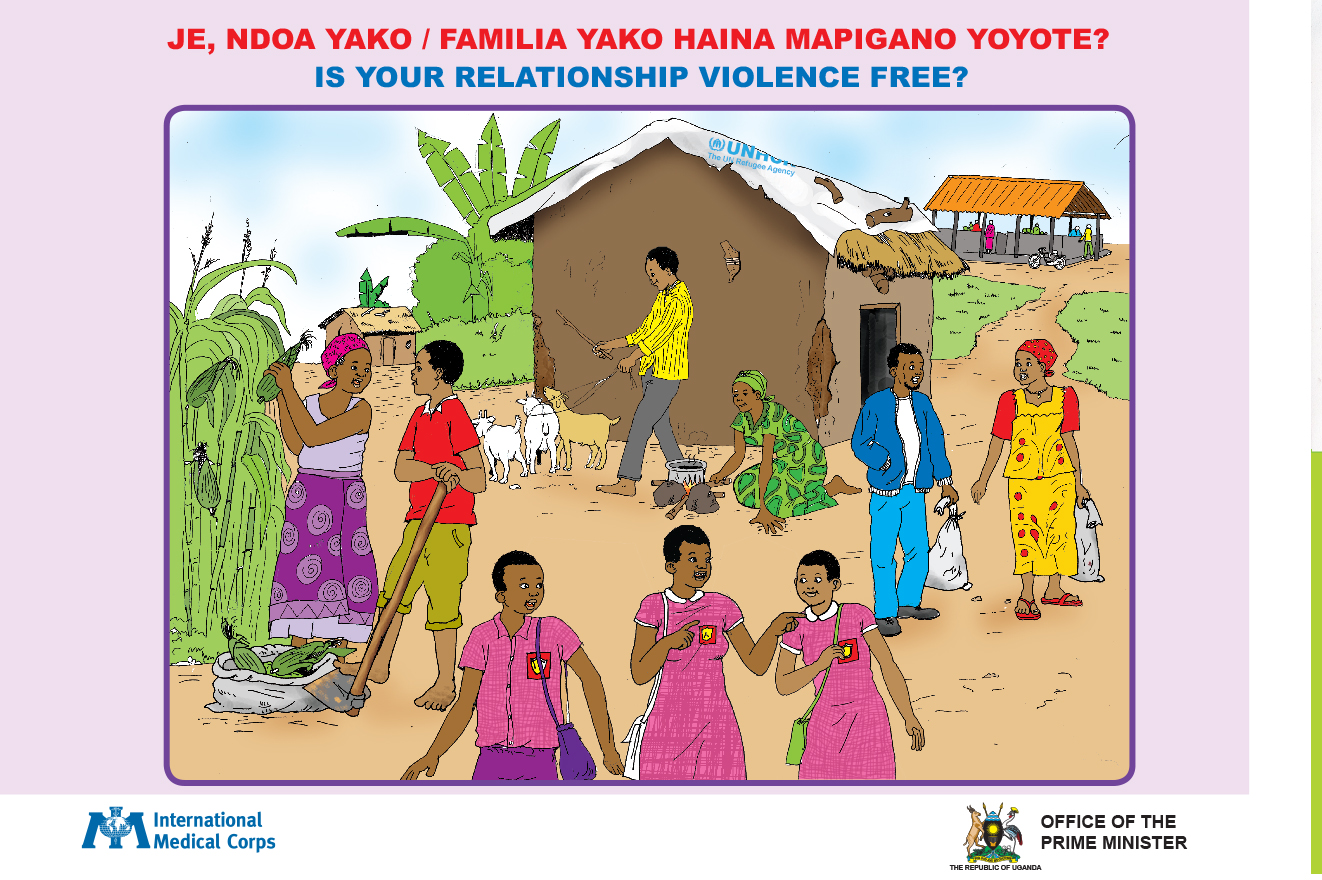 JE, NDOA YAKO / FAMILIA YAKO HAINA MAPIGANO YOYOTE?
IS YOUR RELATIONSHIP VIOLENCE FREE?
The UN Refugee Agency
International
Medical Corps
OFFICE OF THE
PRIME MINISTER
THE REPUBLIC OF UGANDA